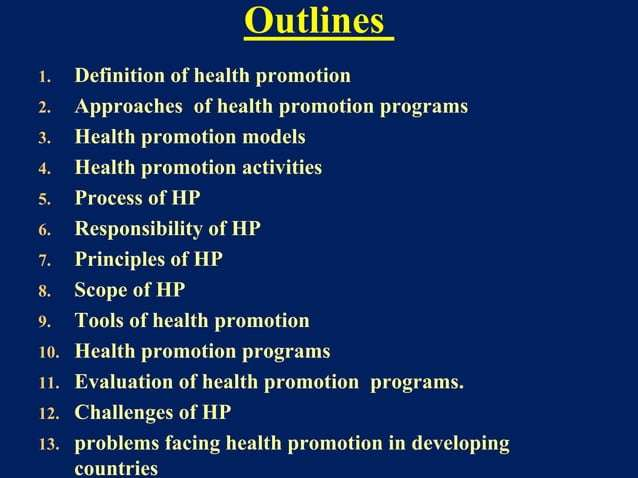 Outlines
1. Definition of health promotion
2. Approaches of health promotion programs
3. Health promotion models
4. Health promotion activities
5. Process of HP
6. Responsibility of HP
7. Principles of HP
8. Scope of HP
9. Tools of health promotion
10. Health promotion programs
11. Evaluation of health promotion programs.
12. Challenges of HP
13. problems facing health promotion in developing
countries